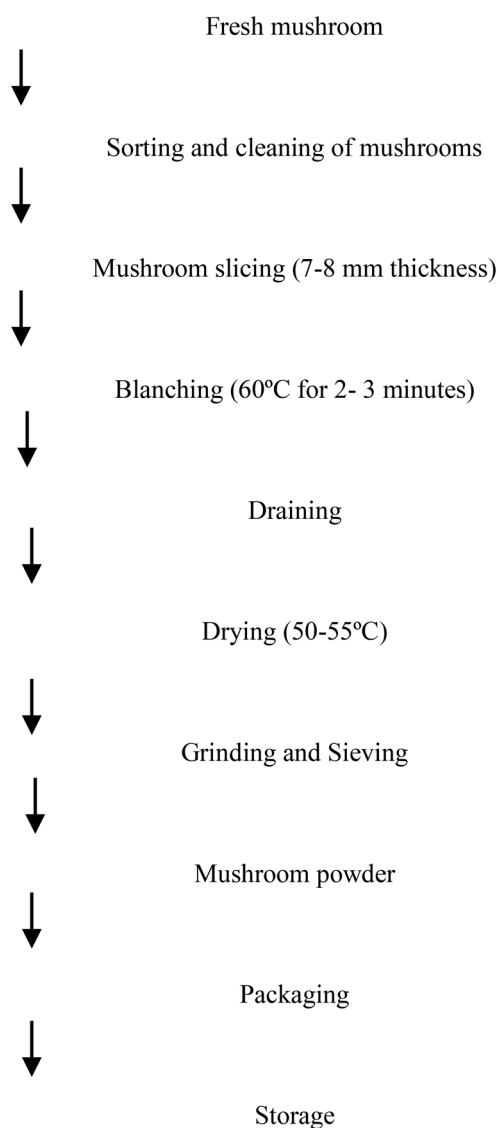 Fresh mushroom
Sorting and cleaning of mushrooms
Mushroom slicing (7-8 mm thickness)
Blanching (60ºC for 2- 3 minutes)
Draining
Drying (50-55ºC)
Grinding and Sieving
Mushroom powder
Packaging
Storage